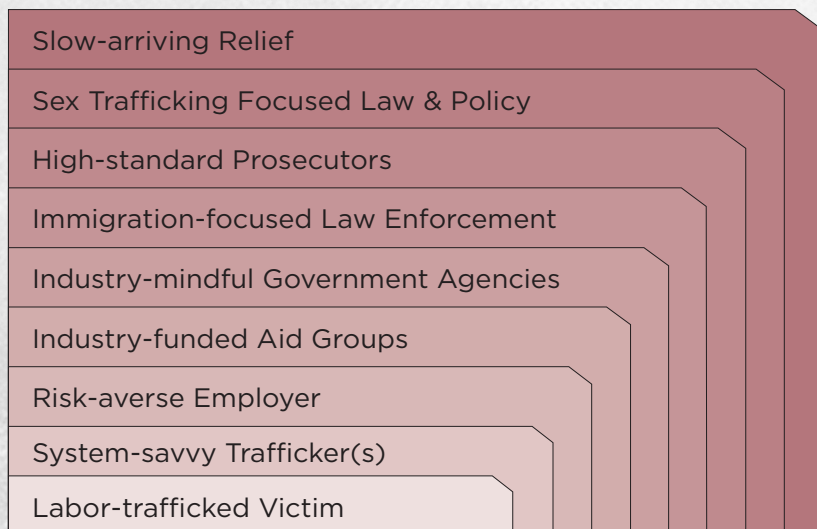 Slow-arriving Relief
Sex Trafficking Focused Law & Policy
High-standard Prosecutors
Immigration-focused Law Enforcement
Industry-mindful Government Agencies
Industry-funded Aid Groups
Risk-averse Employer
System-savvy Trafficker(s)
Labor-trafficked Victim